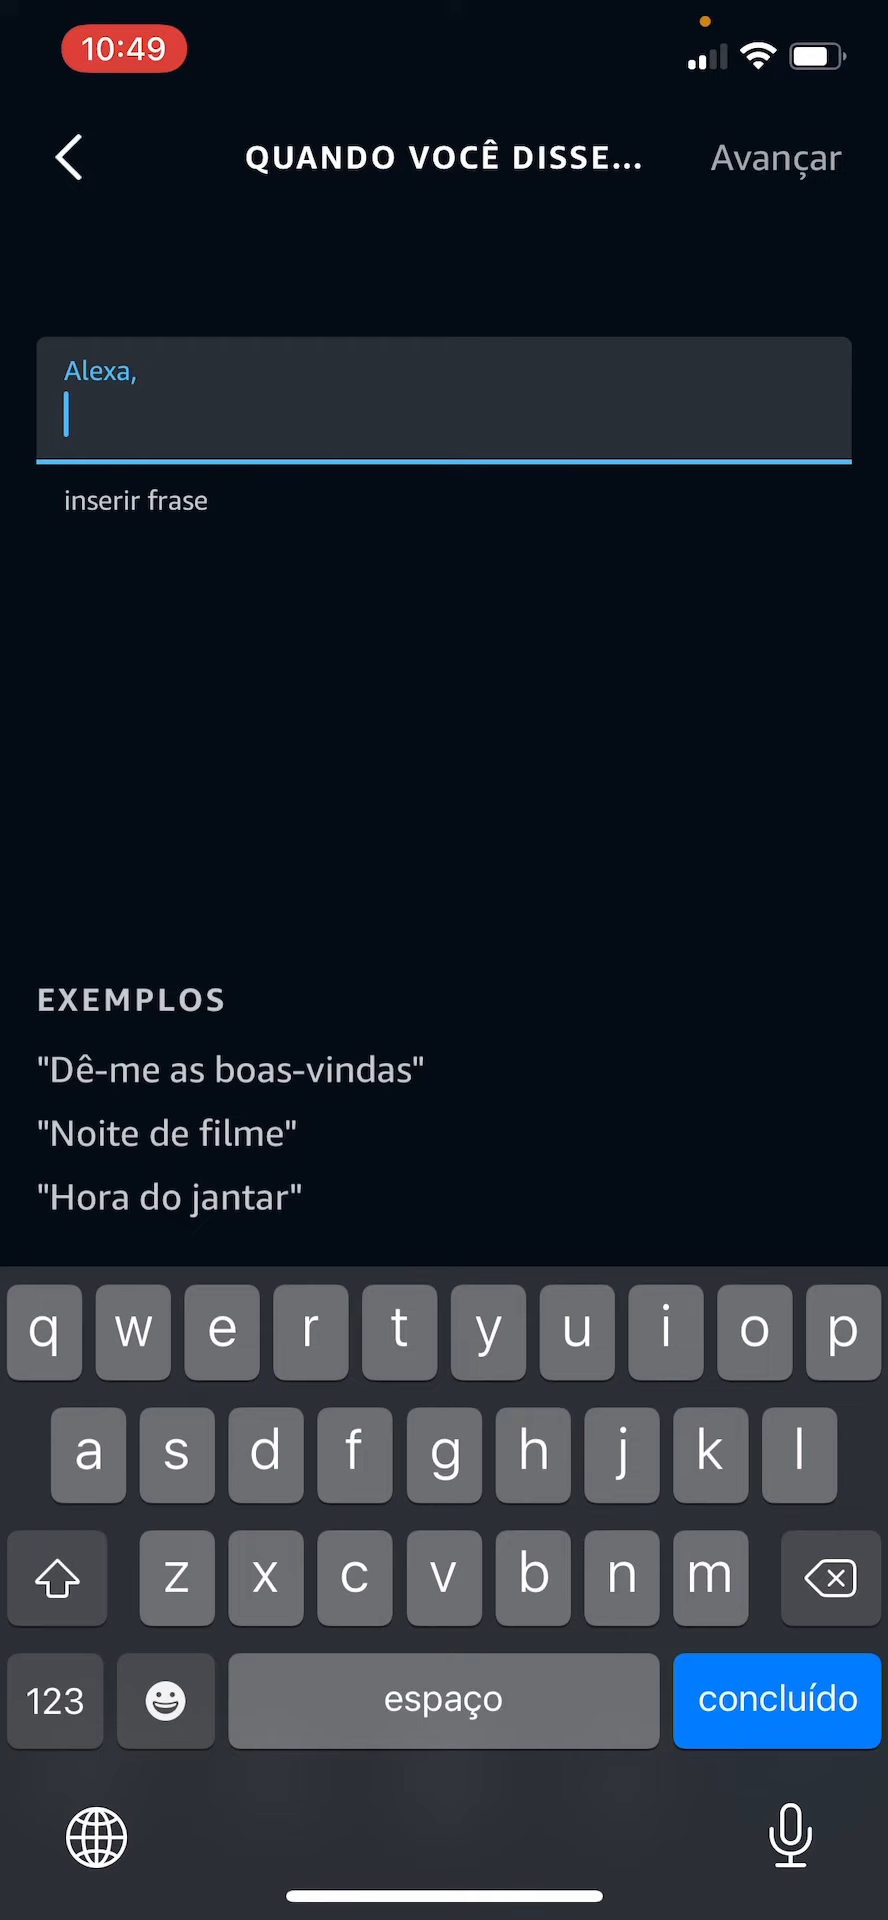 10:49
QUANDO VOCÊ DISSE...
Avançar
Alexa,
inserir frase
EXEMPLOS
"Dê-me as boas-vindas"
"Noite de filme"
"Hora do jantar"
q w e r t y u i o p
a s d f g h j k l
z x c v b n m
123 espaço concluído